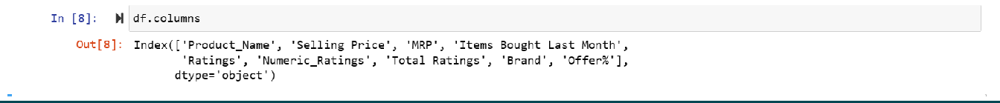 In [8]: df.columns
Out[8]: Index(['Product_Name', 'Selling Price', 'MRP', 'Items Bought Last Month',
'Ratings', 'Numeric_Ratings', 'Total Ratings', 'Brand', 'Offer%'],
dtype='object')